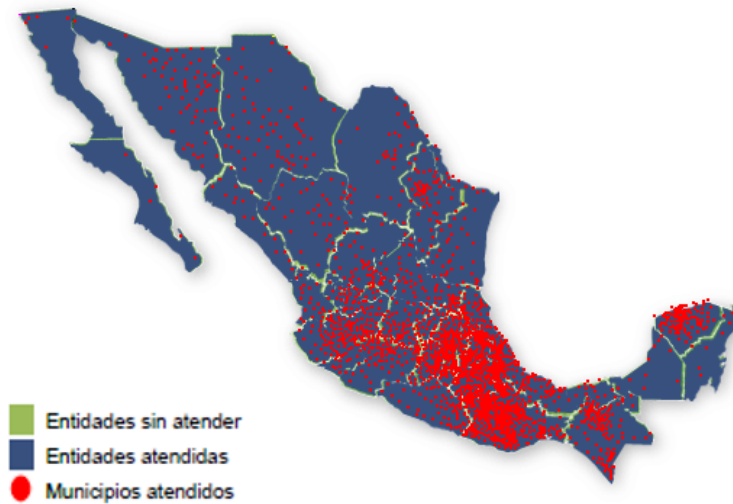 Entidades sin atender
Entidades atendidas
Municipios atendidos